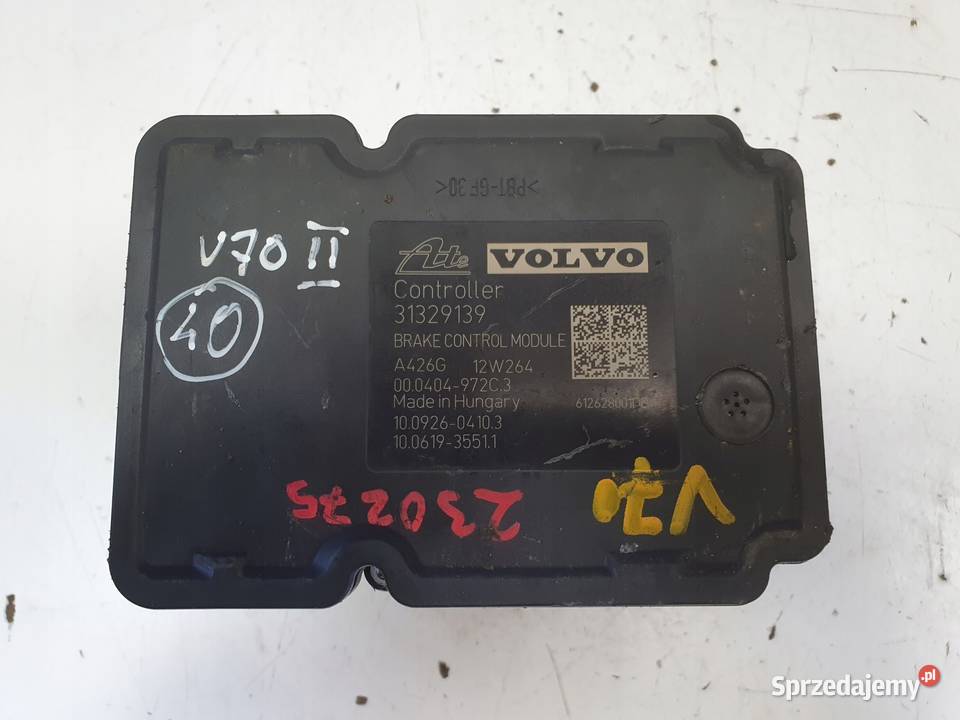 >PBT-GF30<
V70 II
40
Ate VOLVO
Controller
31329139
BRAKE CONTROL MODULE
A426G 12W264
00.0404-972C.3
Made in Hungary
10.0926-0410.3
10.0619-3551.1
V70
230275
Sprzedajemy.pl